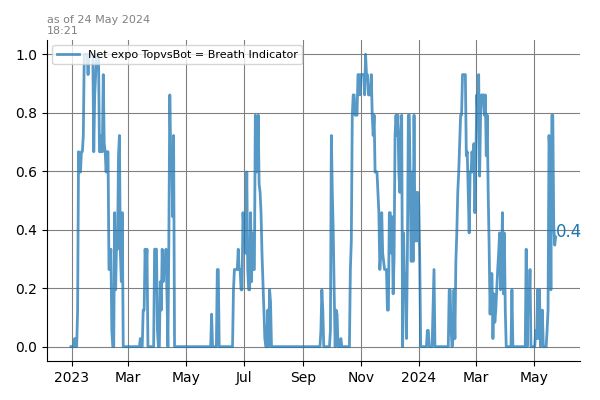 as of 24 May 2024
18:21
Net expo TopvsBot = Breath Indicator
1.0
0.8
0.6
0.4
0.4
0.2
0.0
2023 Mar May Jul Sep Nov 2024 Mar May